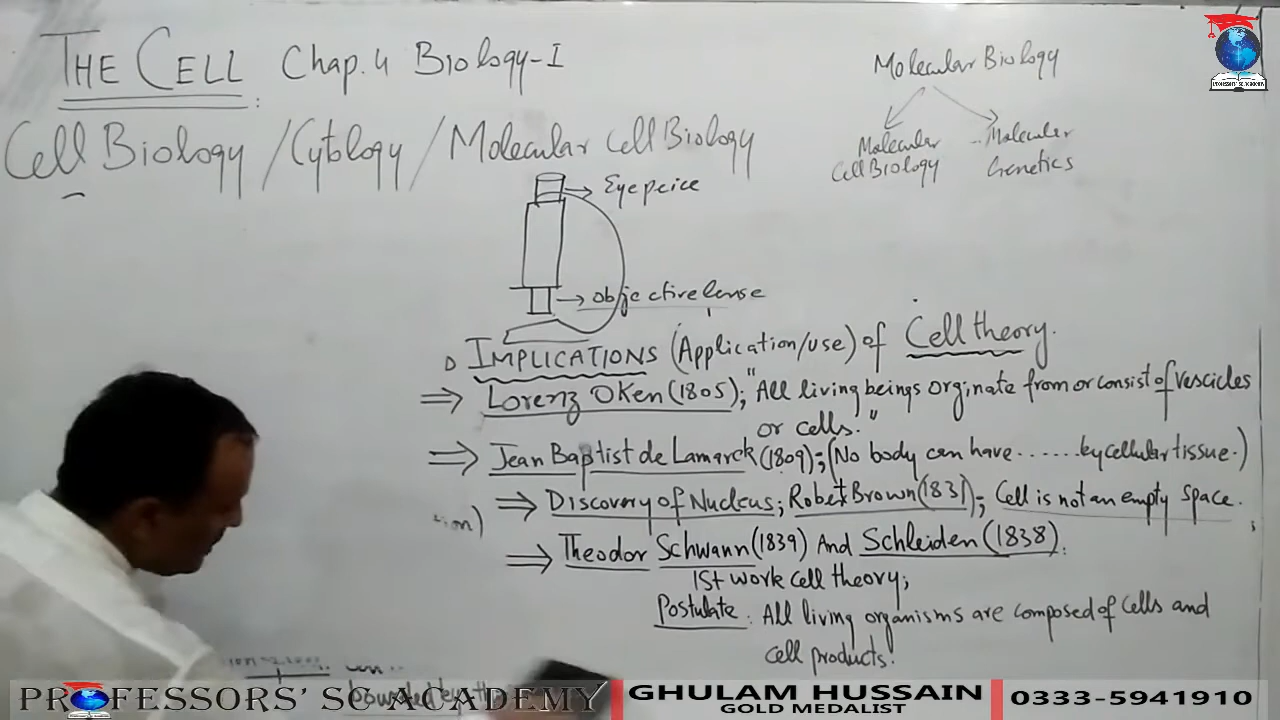 THE CELL Chap.4 Biology-I
Cell Biology / Cytology / Molecular Cell Biology
Molecular Biology
Molecular Cell Biology
Molecular Genetics
Eyepeice
objective lense
IMPLICATIONS (Application/use) of Cell theory.
⇒ Lorenz OKen (1805); "All living beings orginate from or consist of vescicles
or cells."
⇒ Jean Baptist de Lamarck (1809); (No body can have ....... by cellular tissue.)
⇒ Discovery of Nucleus; Robert Brown (1831); Cell is not an empty space.
⇒ Theodor Schwann (1839) And Schleiden (1838).
1st work cell theory;
Postulate: All living organisms are composed of cells and
cell products.
PROFESSORS' SC ACADEMY
GHULAM HUSSAIN
GOLD MEDALIST
0333-5941910